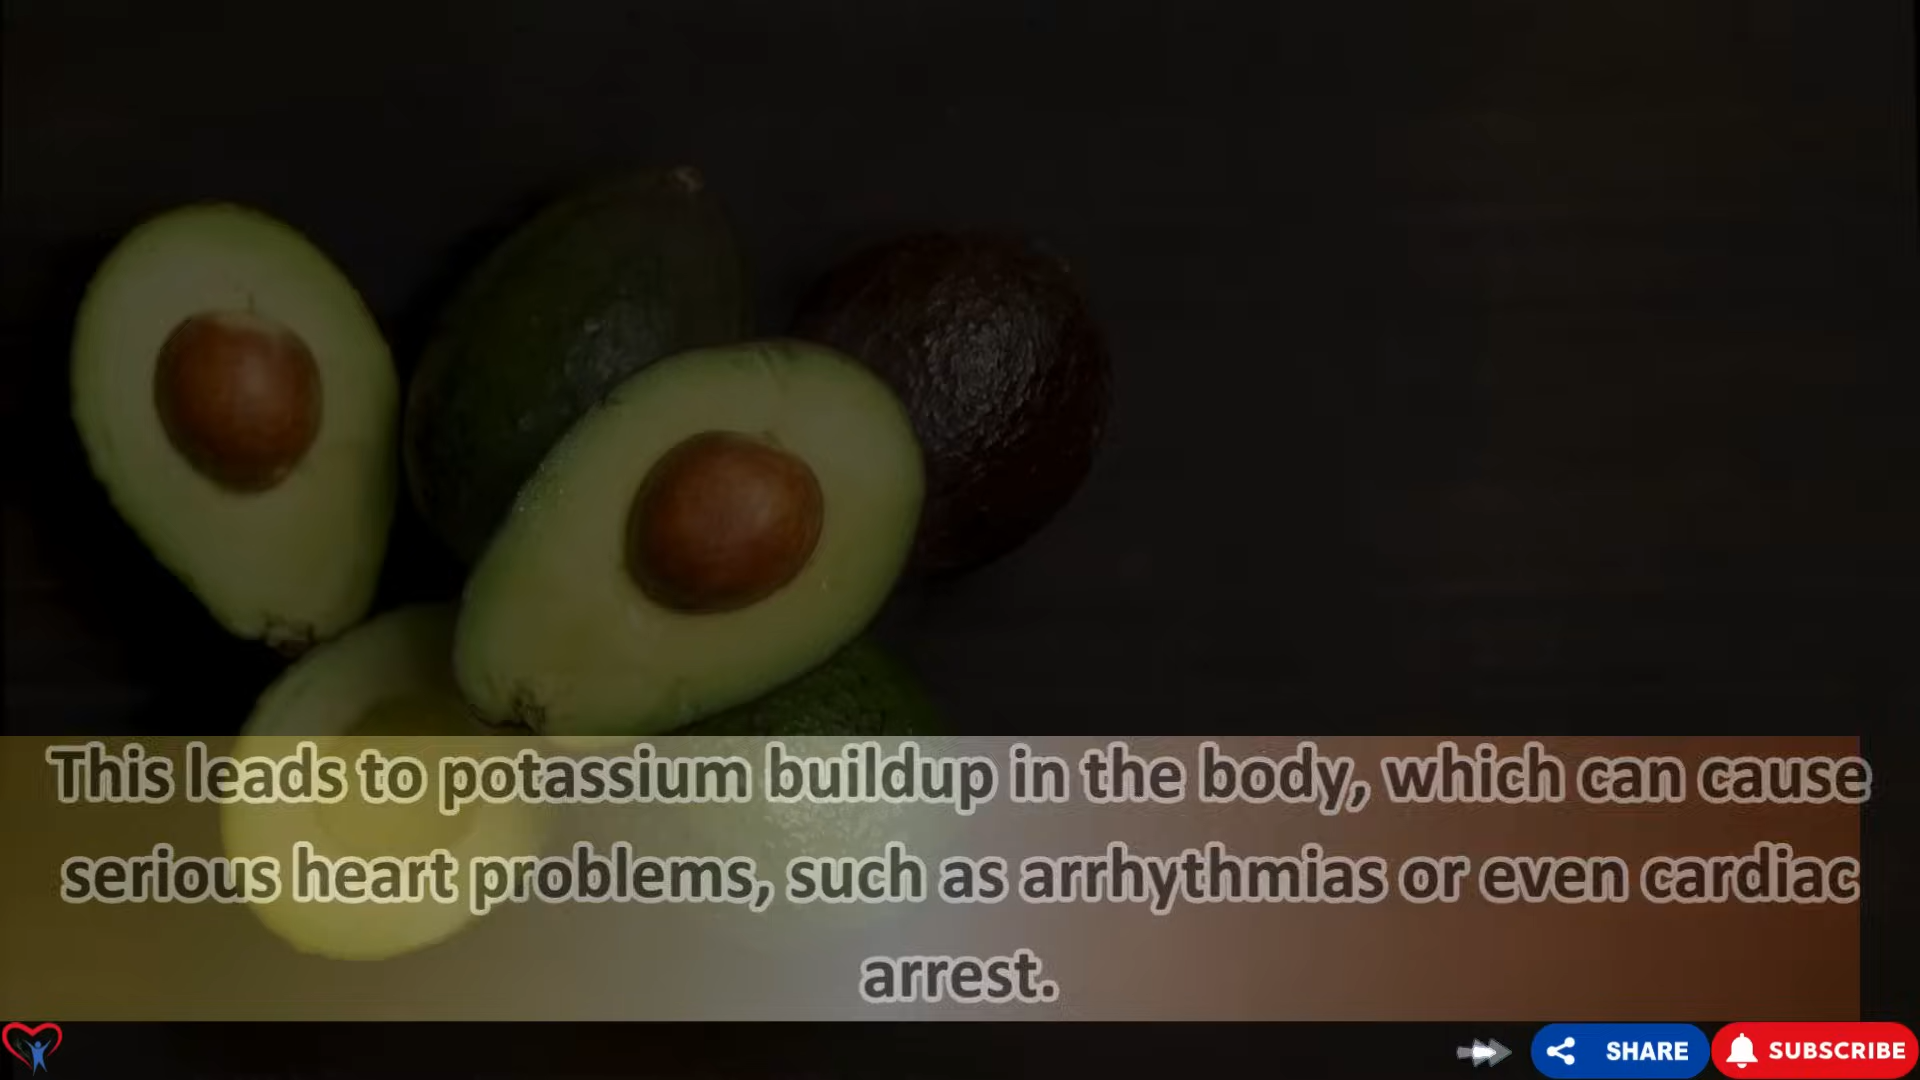 This leads to potassium buildup in the body, which can cause
serious heart problems, such as arrhythmias or even cardiac
arrest.
SHARE
SUBSCRIBE